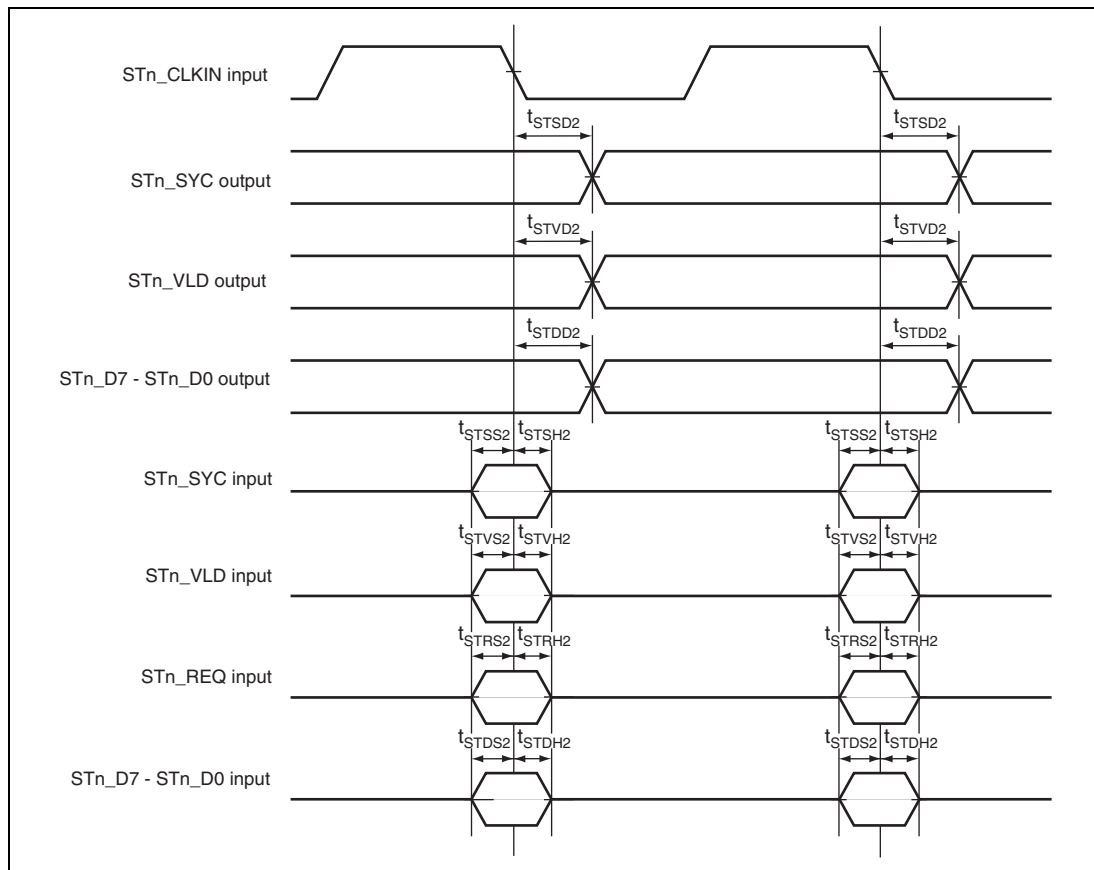 STn_CLKIN input
tSTSD2 tSTSD2
STn_SYC output
tSTVD2 tSTVD2
STn_VLD output
tSTDD2 tSTDD2
STn_D7 - STn_D0 output
tSTSS2 tSTSH2 tSTSS2 tSTSH2
STn_SYC input
tSTVS2 tSTVH2 tSTVS2 tSTVH2
STn_VLD input
tSTRS2 tSTRH2 tSTRS2 tSTRH2
STn_REQ input
tSTDS2 tSTDH2 tSTDS2 tSTDH2
STn_D7 - STn_D0 input